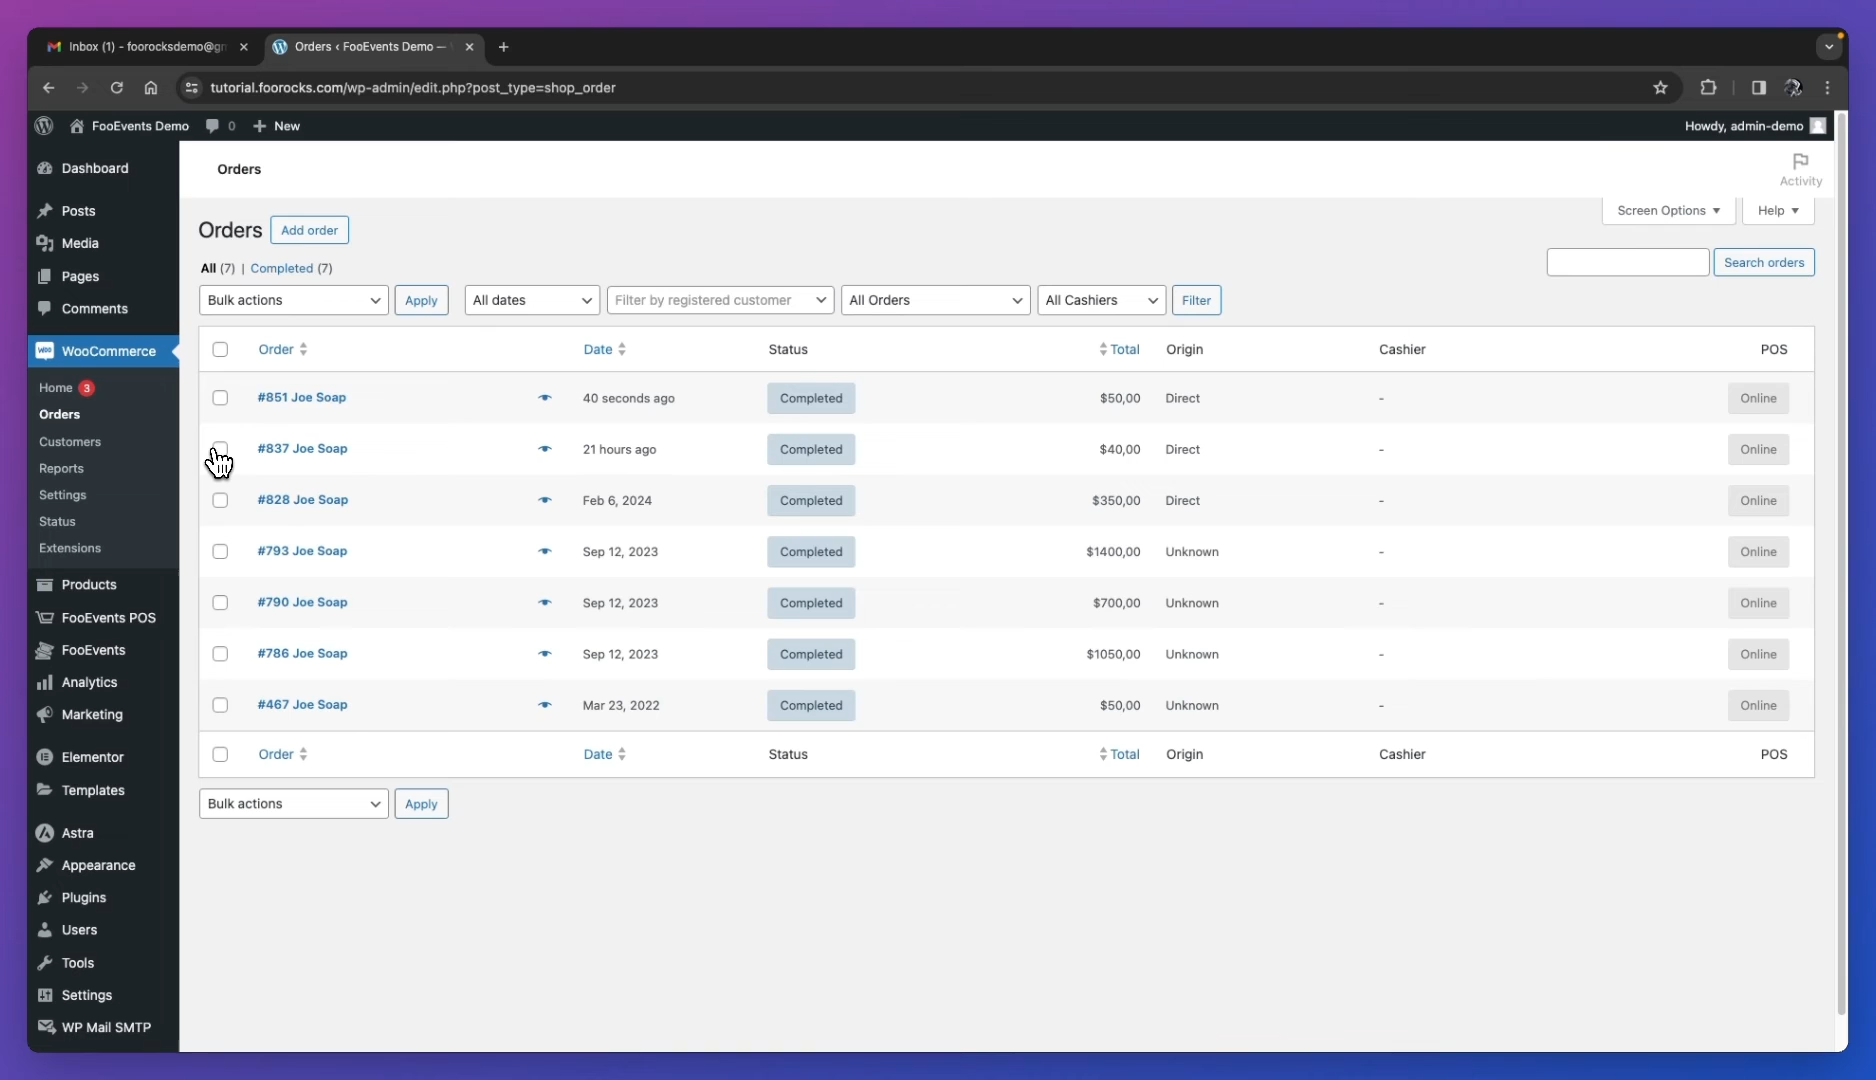 Inbox (1) - foorocksdemo@gn
Orders ‹ FooEvents Demo —
tutorial.foorocks.com/wp-admin/edit.php?post_type=shop_order
FooEvents Demo 0 New Howdy, admin-demo
Dashboard
Posts
Media
Pages
Comments
WooCommerce
Home 3
Orders
Customers
Reports
Settings
Status
Extensions
Products
FooEvents POS
FooEvents
Analytics
Marketing
Elementor
Templates
Astra
Appearance
Plugins
Users
Tools
Settings
WP Mail SMTP
Orders
Activity
Screen Options Help
Orders Add order
All (7) | Completed (7)
Search orders
Bulk actions Apply All dates Filter by registered customer All Orders All Cashiers Filter
Order Date Status Total Origin Cashier POS
#851 Joe Soap 40 seconds ago Completed $50,00 Direct - Online
#837 Joe Soap 21 hours ago Completed $40,00 Direct - Online
#828 Joe Soap Feb 6, 2024 Completed $350,00 Direct - Online
#793 Joe Soap Sep 12, 2023 Completed $1400,00 Unknown - Online
#790 Joe Soap Sep 12, 2023 Completed $700,00 Unknown - Online
#786 Joe Soap Sep 12, 2023 Completed $1050,00 Unknown - Online
#467 Joe Soap Mar 23, 2022 Completed $50,00 Unknown - Online
Order Date Status Total Origin Cashier POS
Bulk actions Apply